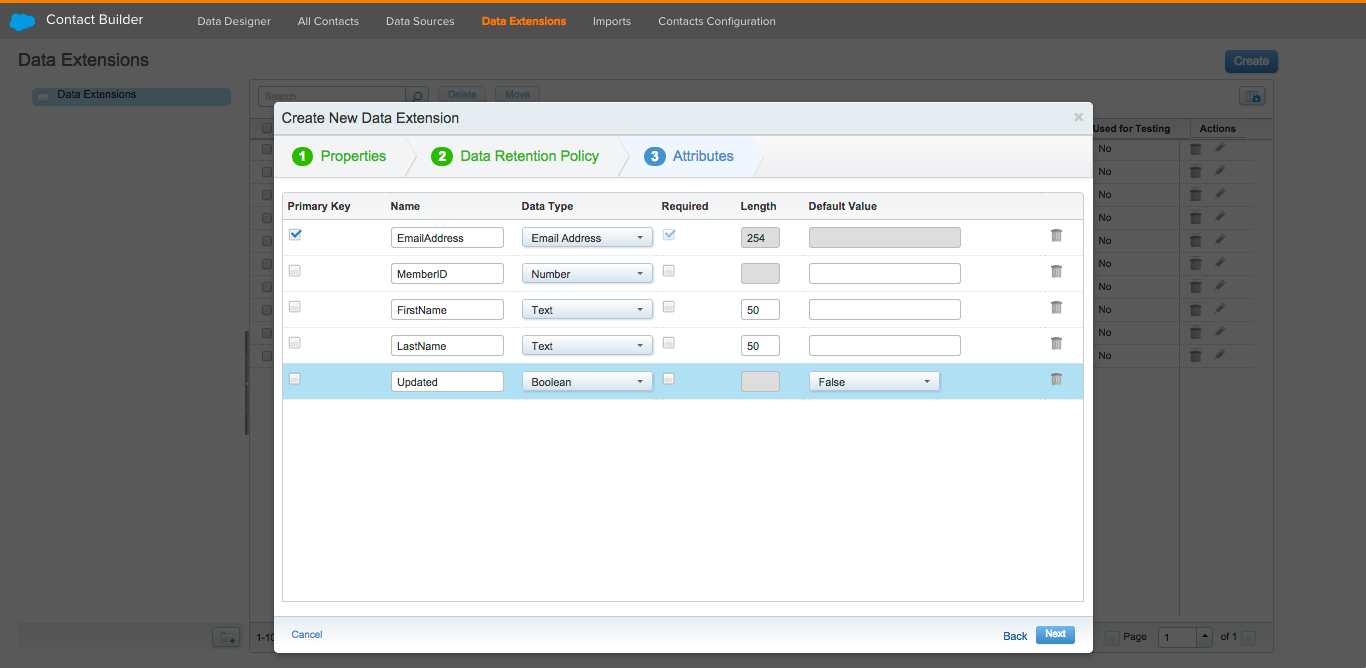 Contact Builder Data Designer All Contacts Data Sources Data Extensions Imports Contacts Configuration
Data Extensions
Create
Data Extensions
Search Delete Move
Create New Data Extension
1 Properties 2 Data Retention Policy 3 Attributes
Used for Testing Actions
Primary Key Name Data Type Required Length Default Value
EmailAddress Email Address 254
MemberID Number
FirstName Text 50
LastName Text 50
Updated Boolean False
No
No
No
No
No
No
No
No
No
No
Cancel Back Next
1-10
Page 1 of 1